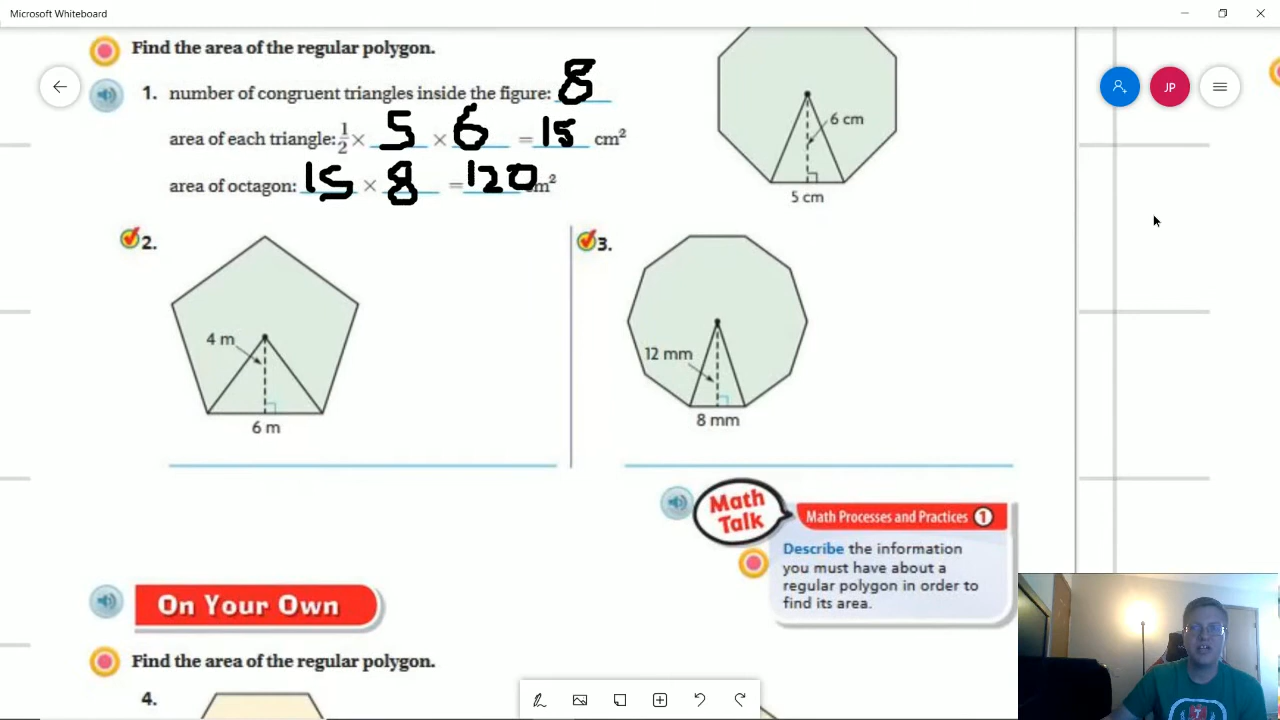 Microsoft Whiteboard
Find the area of the regular polygon.
1. number of congruent triangles inside the figure: 8
area of each triangle: 1/2 × 5 × 6 = 15 cm²
area of octagon: 15 × 8 = 120 m²
6 cm
5 cm
JP
2.
4 m
6 m
3.
12 mm
8 mm
Math Talk
Math Processes and Practices 1
Describe the information
you must have about a
regular polygon in order to
find its area.
On Your Own
Find the area of the regular polygon.
4.